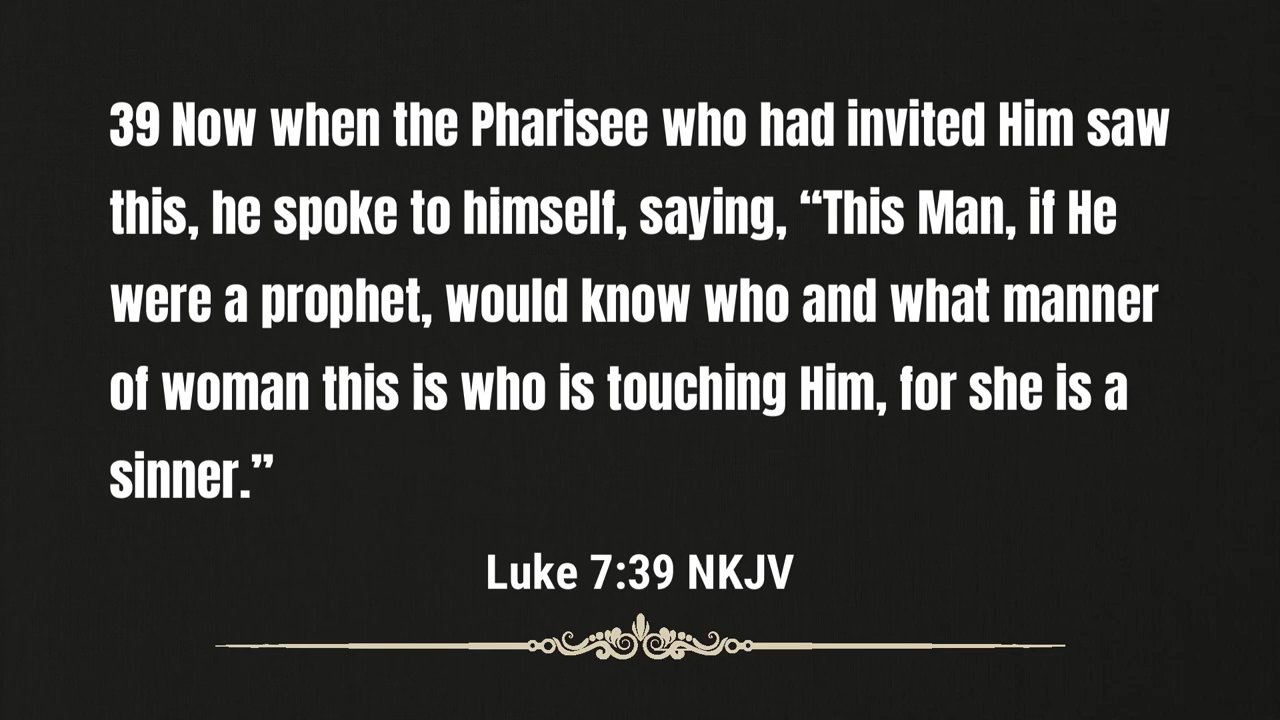 39 Now when the Pharisee who had invited Him saw
this, he spoke to himself, saying, “This Man, if He
were a prophet, would know who and what manner
of woman this is who is touching Him, for she is a
sinner.”
Luke 7:39 NKJV